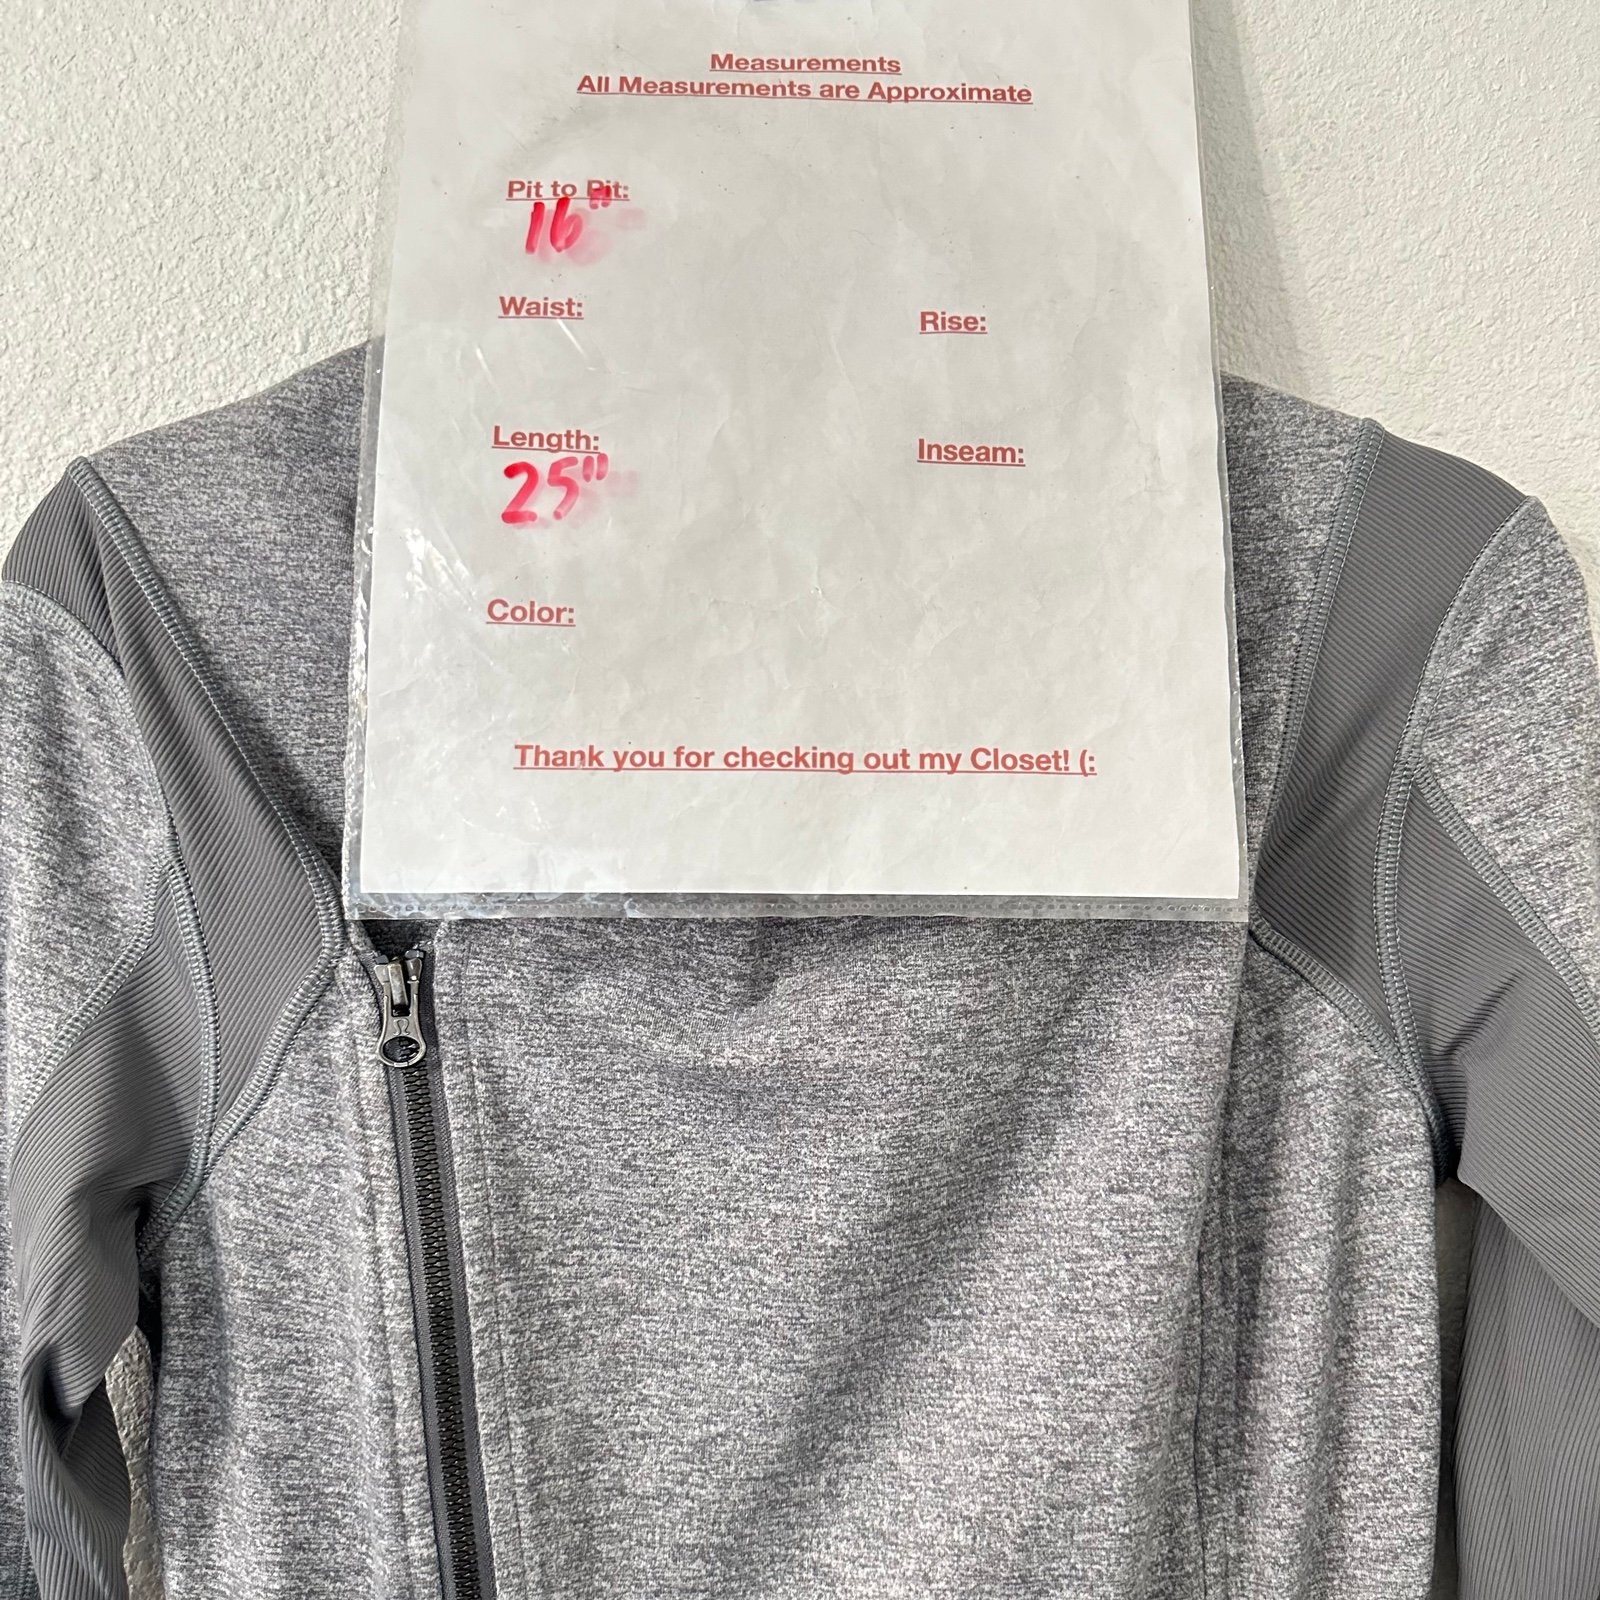 Measurements
All Measurements are Approximate
Pit to Pit:
16"
Waist:
Rise:
Length:
25"
Inseam:
Color:
Thank you for checking out my Closet! (: